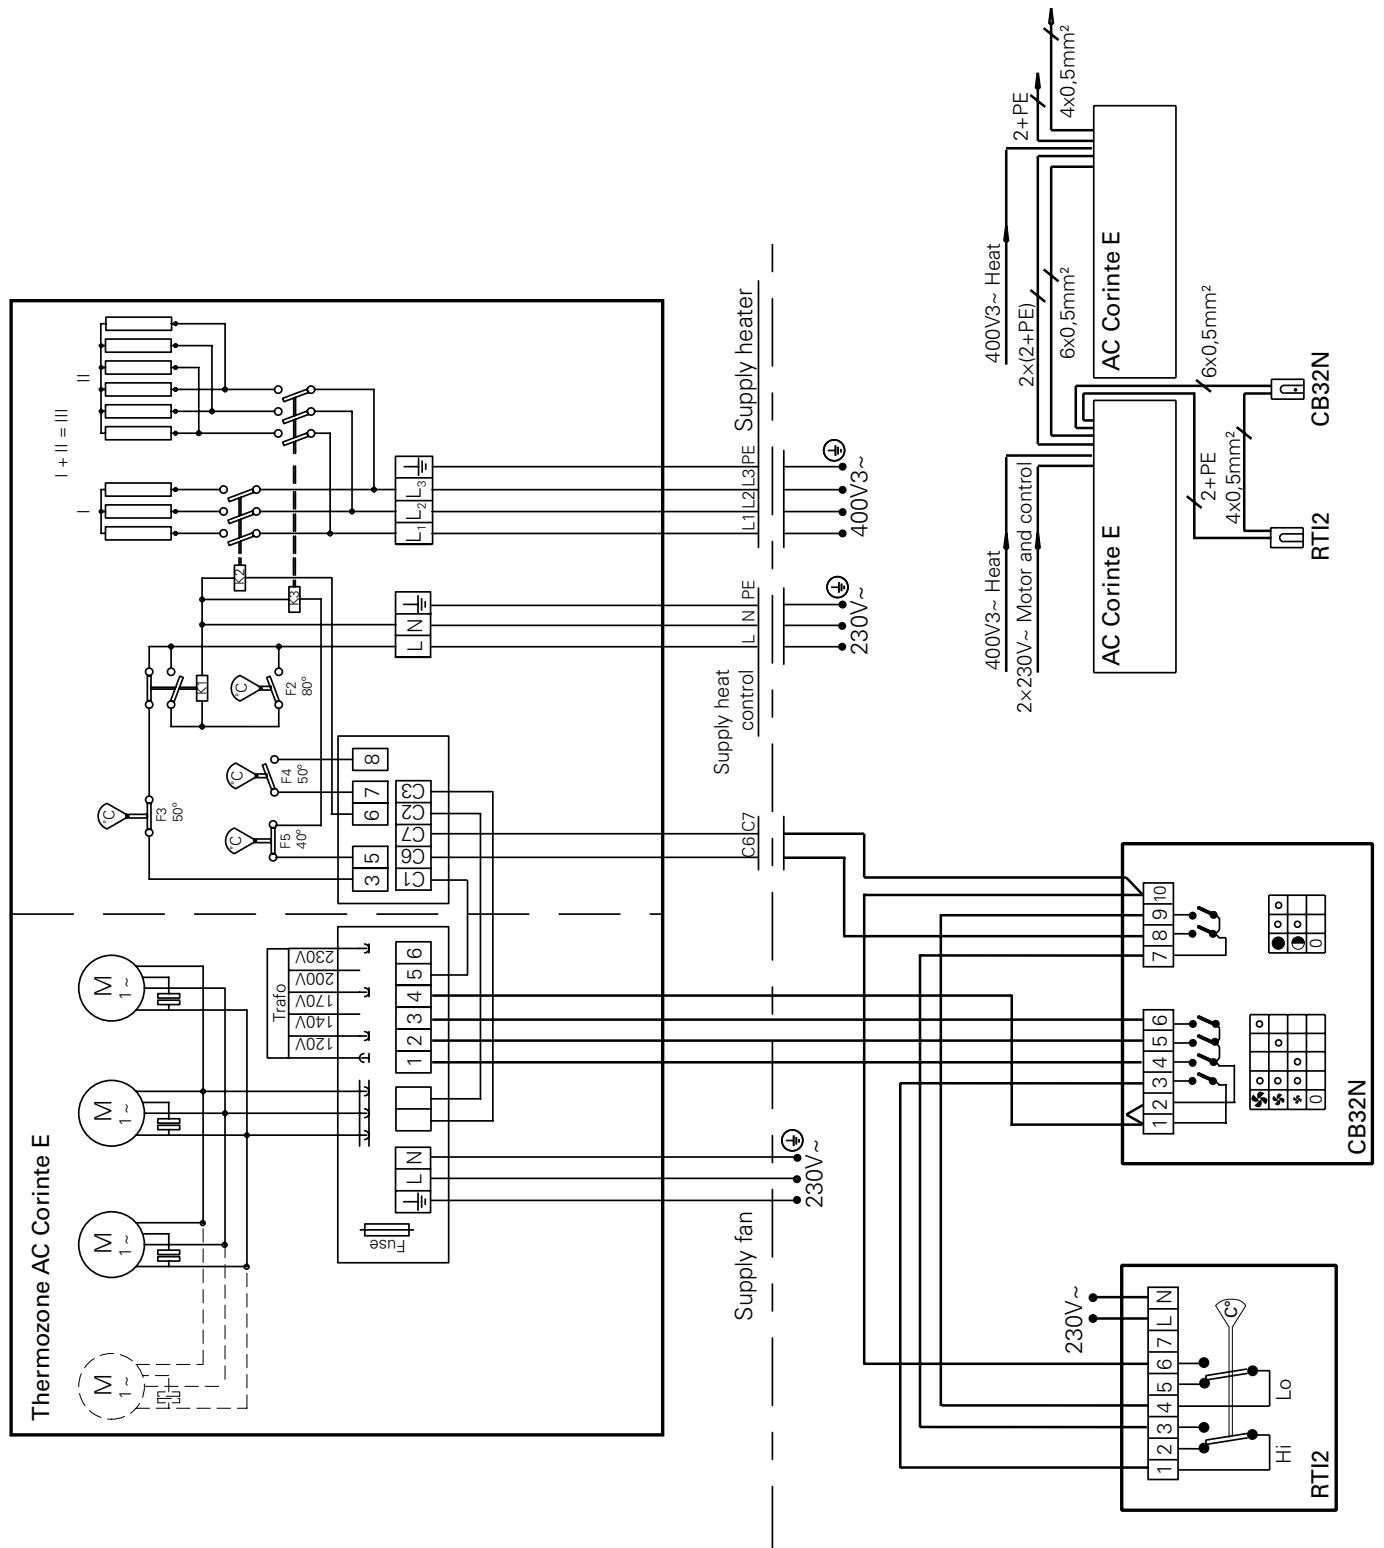 Thermozone AC Corinte E
M
1 ~
M
1 ~
M
1 ~
M
1 ~
I + II = III
I
II
K2
K3
K1
°C
F2
80°
°C
F3
50°
°C
F4
50°
°C
F5
40°
L1 L2 L3
L N
3 5 6 7 8
C1 C6 C7 C2 C3
Trafo
120V
140V
170V
200V
230V
1 2 3 4 5 6
L N
Fuse
Supply fan
230V~
Supply heat
control
C6 C7
L N PE
230V~
Supply heater
L1 L2 L3 PE
400V3~
RTI2
1 2 3 4 5 6 7 L N
230V~
Hi
Lo
C°
CB32N
1 2 3 4 5 6
7 8 9 10
0
0
AC Corinte E
400V3~ Heat
2×230V~ Motor and control
AC Corinte E
400V3~ Heat
2×(2+PE)
6x0,5mm²
2+PE
4x0,5mm²
6x0,5mm²
2+PE
4x0,5mm²
RTI2
CB32N